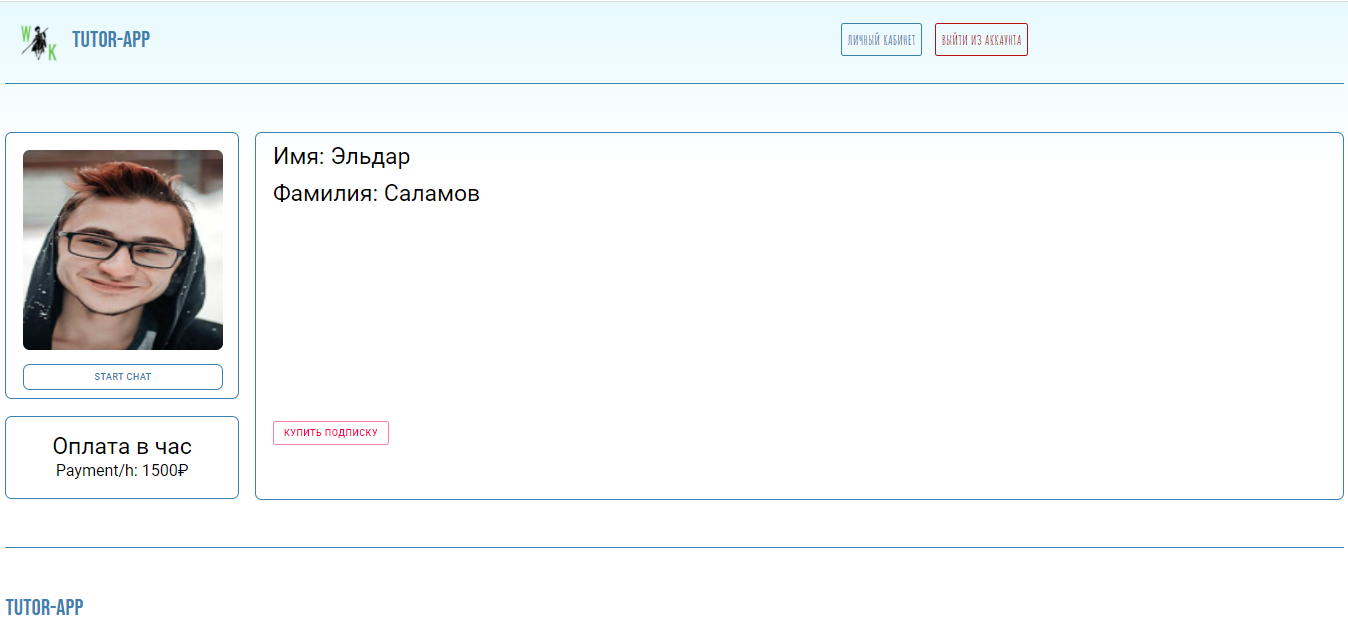 W K
TUTOR-APP
ЛИЧНЫЙ КАБИНЕТ
ВЫЙТИ ИЗ АККАУНТА
Имя: Эльдар
Фамилия: Саламов
START CHAT
КУПИТЬ ПОДПИСКУ
Оплата в час
Payment/h: 1500₽
TUTOR-APP